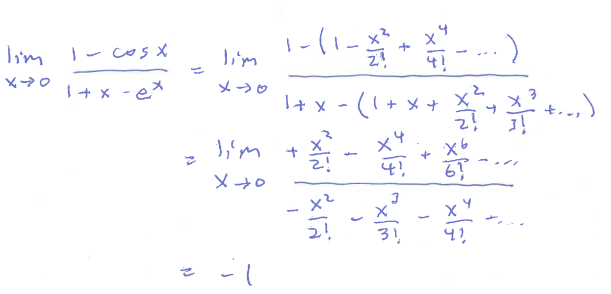 lim x→0 (1 - cos x)/(1 + x - e^x) = lim x→0 (1 - (1 - x²/2! + x⁴/4! - ...))/(1 + x - (1 + x + x²/2! + x³/3! + ...))
= lim x→0 (+ x²/2! - x⁴/4! + x⁶/6! - ...)/(- x²/2! - x³/3! - x⁴/4! - ...)
= -1